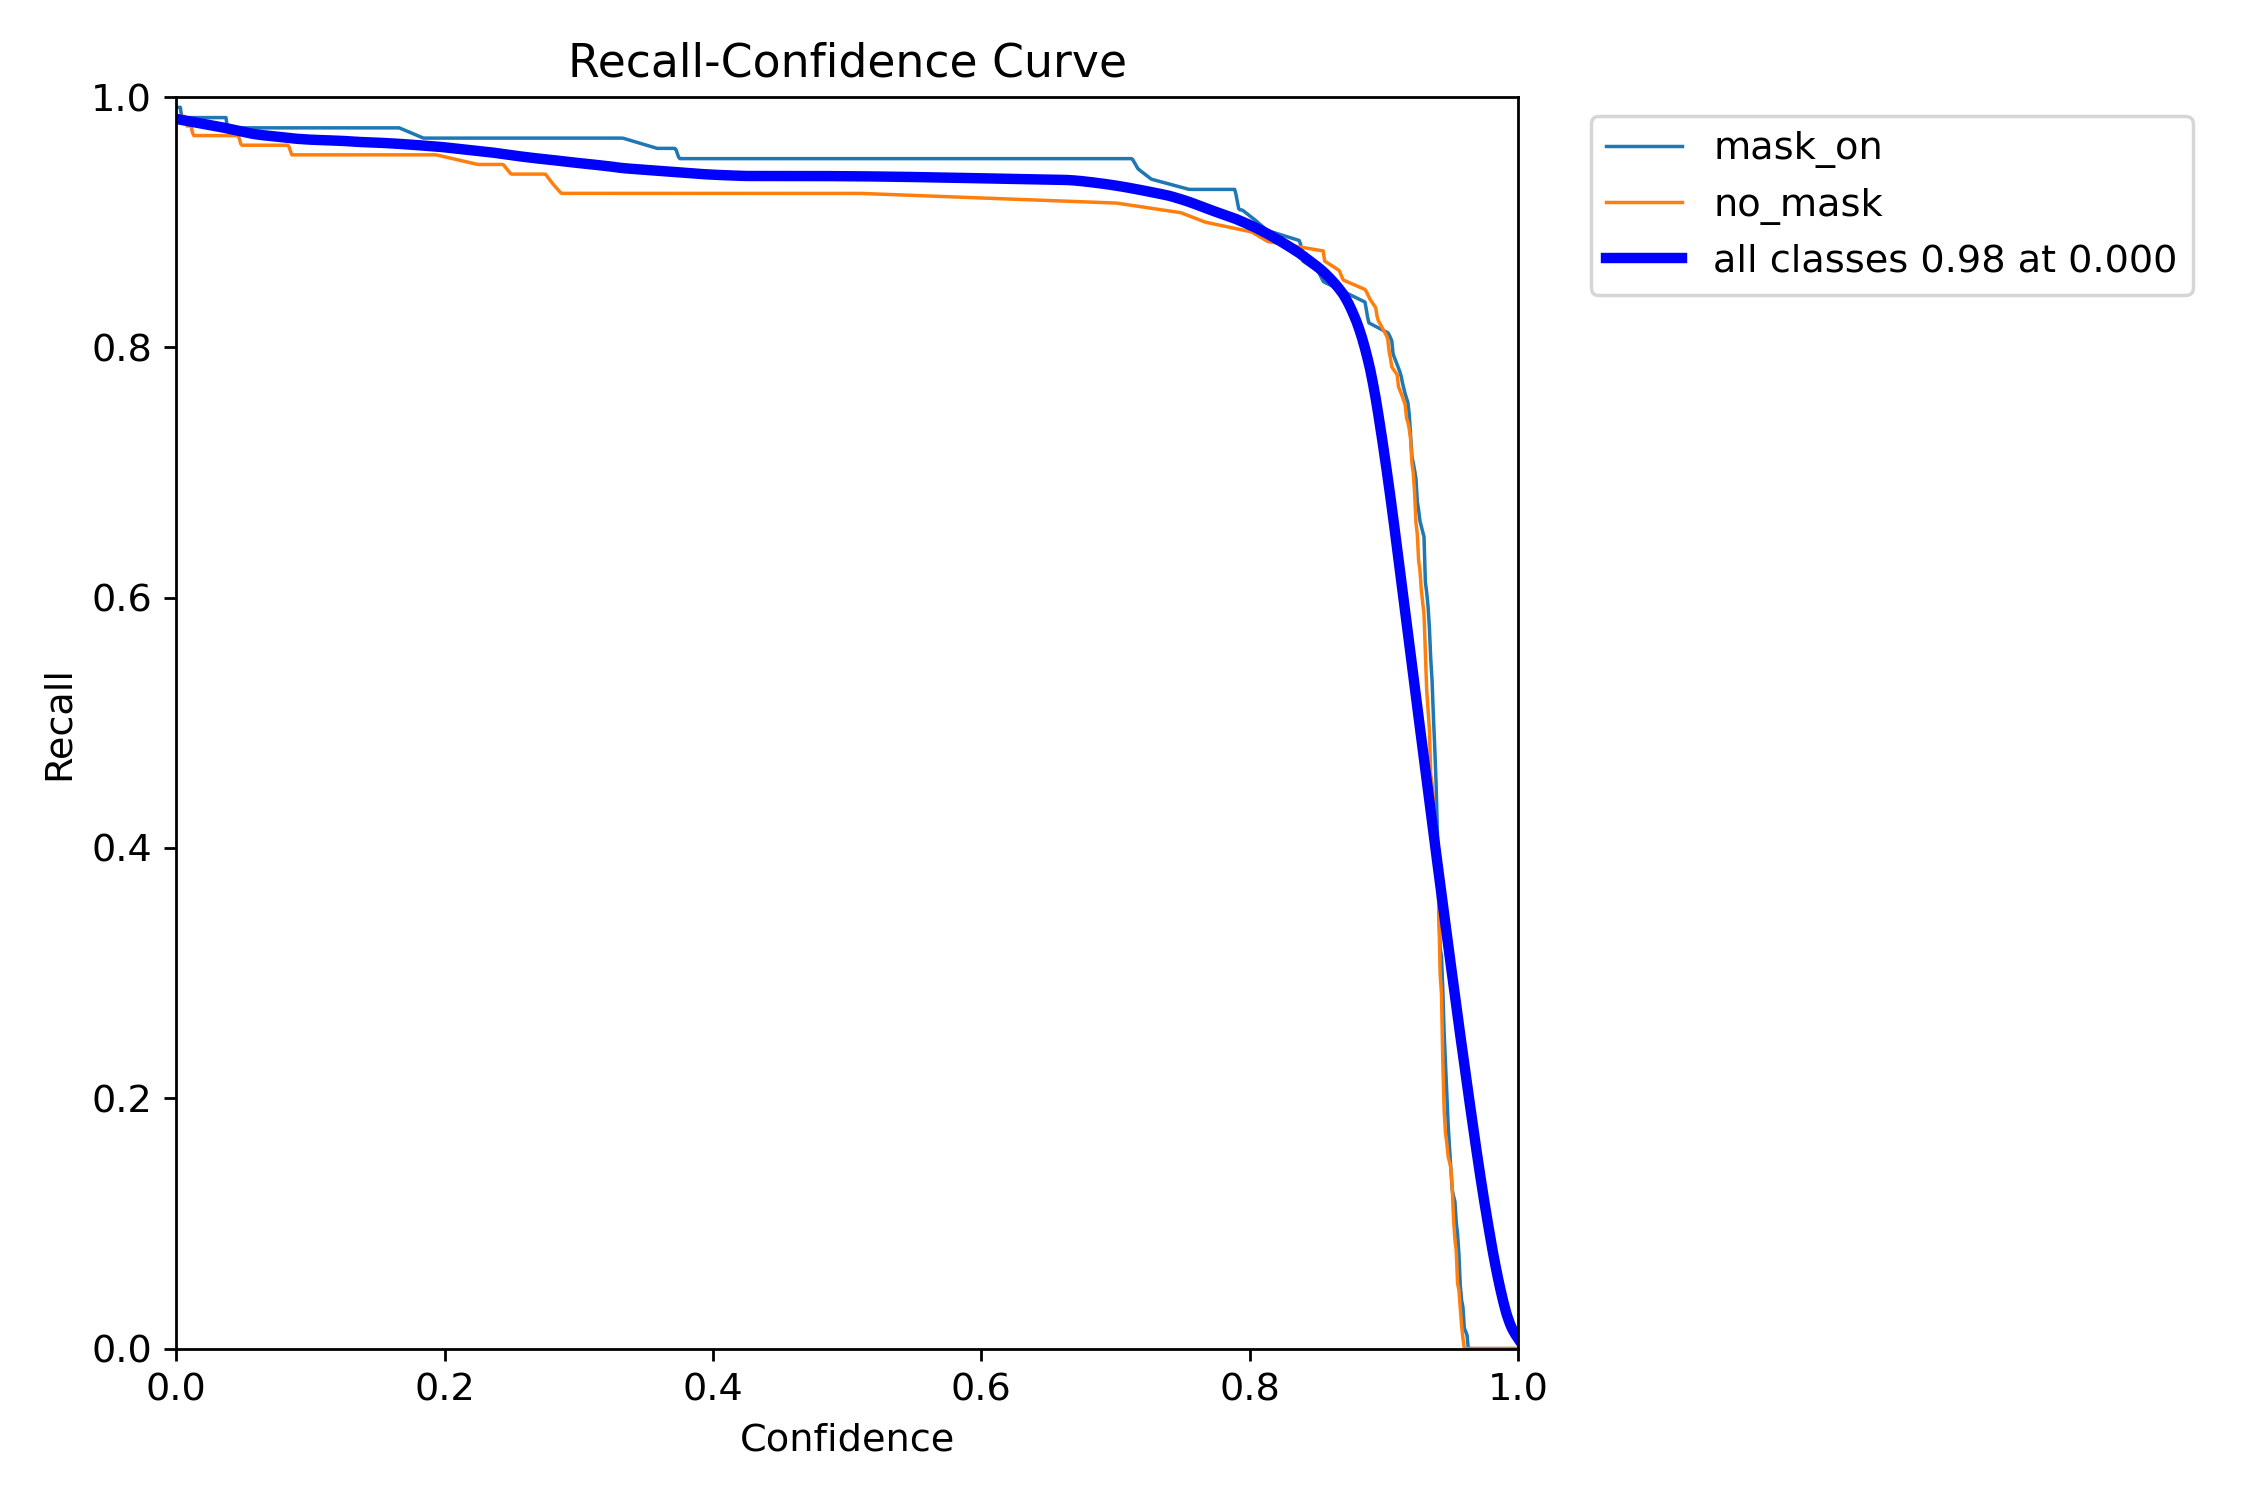 Recall-Confidence Curve
1.0
0.8
0.6
0.4
0.2
0.0
Recall
0.0 0.2 0.4 0.6 0.8 1.0
Confidence
mask_on
no_mask
all classes 0.98 at 0.000